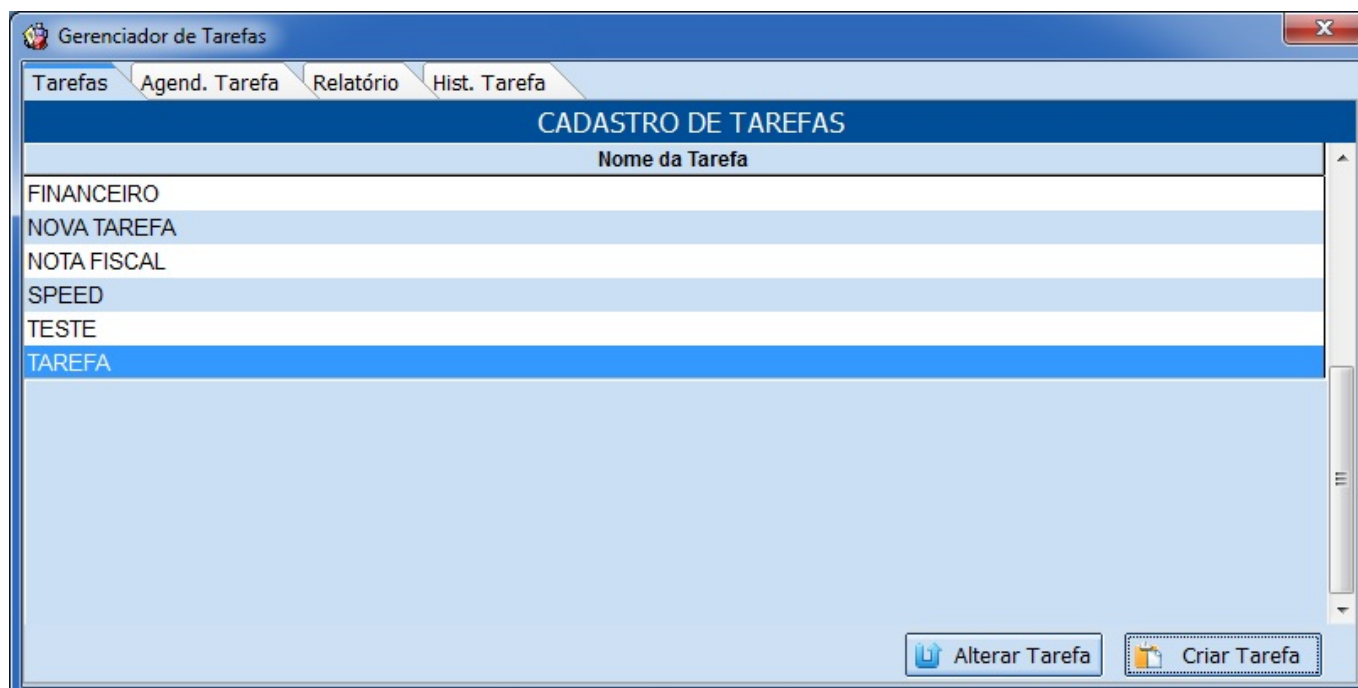 Gerenciador de Tarefas
Tarefas Agend. Tarefa Relatório Hist. Tarefa
CADASTRO DE TAREFAS
Nome da Tarefa
FINANCEIRO
NOVA TAREFA
NOTA FISCAL
SPEED
TESTE
TAREFA
Alterar Tarefa Criar Tarefa